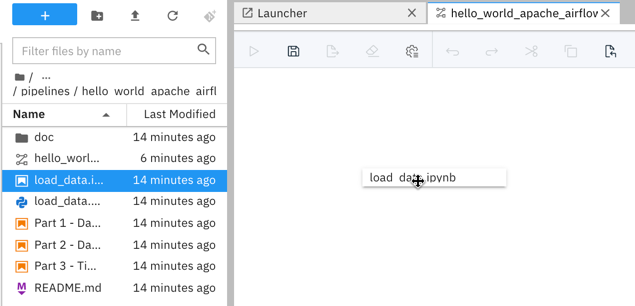 Launcher
hello_world_apache_airflov
Filter files by name
/ ...
/ pipelines / hello_world_apache_airfl
Name Last Modified
doc 14 minutes ago
hello_worl... 6 minutes ago
load_data.i... 14 minutes ago
load_data.... 14 minutes ago
Part 1 - Da... 14 minutes ago
Part 2 - Da... 14 minutes ago
Part 3 - Ti... 14 minutes ago
README.md 14 minutes ago
load_data.ipynb